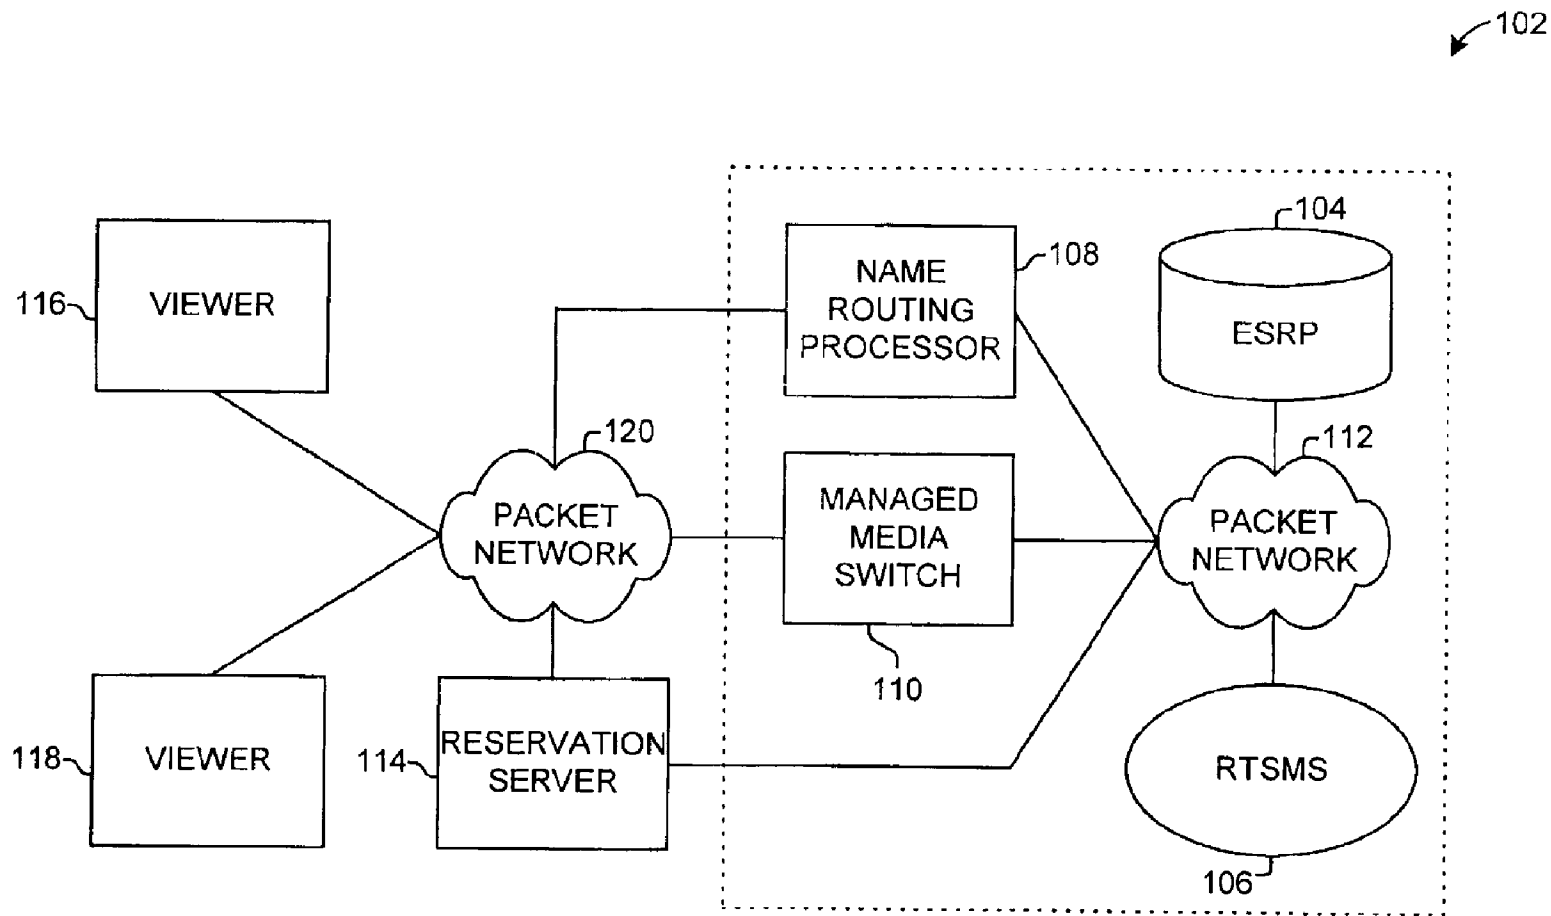 102
104
NAME
ROUTING
PROCESSOR
108
116
VIEWER
ESRP
120
112
PACKET
NETWORK
MANAGED
MEDIA
SWITCH
PACKET
NETWORK
110
118
VIEWER
114
RESERVATION
SERVER
RTSMS
106